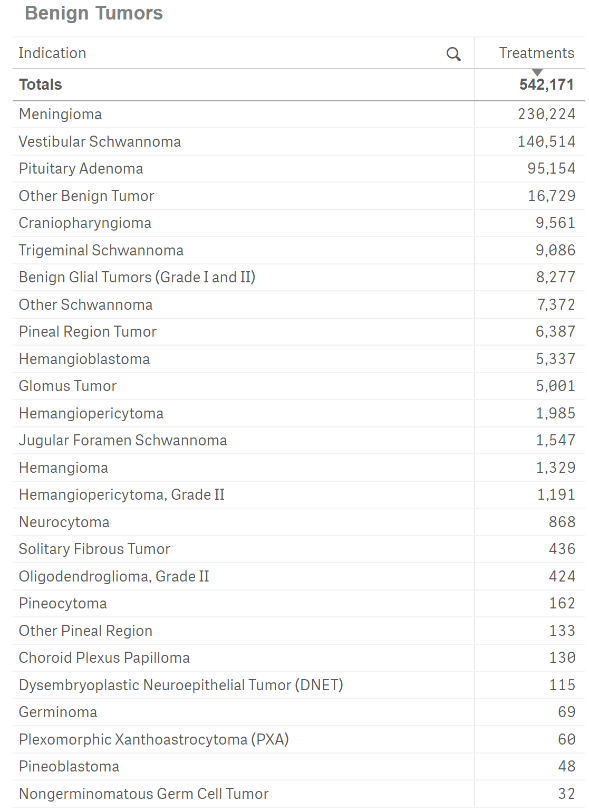 Benign Tumors
Indication Treatments
Totals 542,171
Meningioma 230,224
Vestibular Schwannoma 140,514
Pituitary Adenoma 95,154
Other Benign Tumor 16,729
Craniopharyngioma 9,561
Trigeminal Schwannoma 9,086
Benign Glial Tumors (Grade I and II) 8,277
Other Schwannoma 7,372
Pineal Region Tumor 6,387
Hemangioblastoma 5,337
Glomus Tumor 5,001
Hemangiopericytoma 1,985
Jugular Foramen Schwannoma 1,547
Hemangioma 1,329
Hemangiopericytoma, Grade II 1,191
Neurocytoma 868
Solitary Fibrous Tumor 436
Oligodendroglioma, Grade II 424
Pineocytoma 162
Other Pineal Region 133
Choroid Plexus Papilloma 130
Dysembryoplastic Neuroepithelial Tumor (DNET) 115
Germinoma 69
Plexomorphic Xanthoastrocytoma (PXA) 60
Pineoblastoma 48
Nongerminomatous Germ Cell Tumor 32